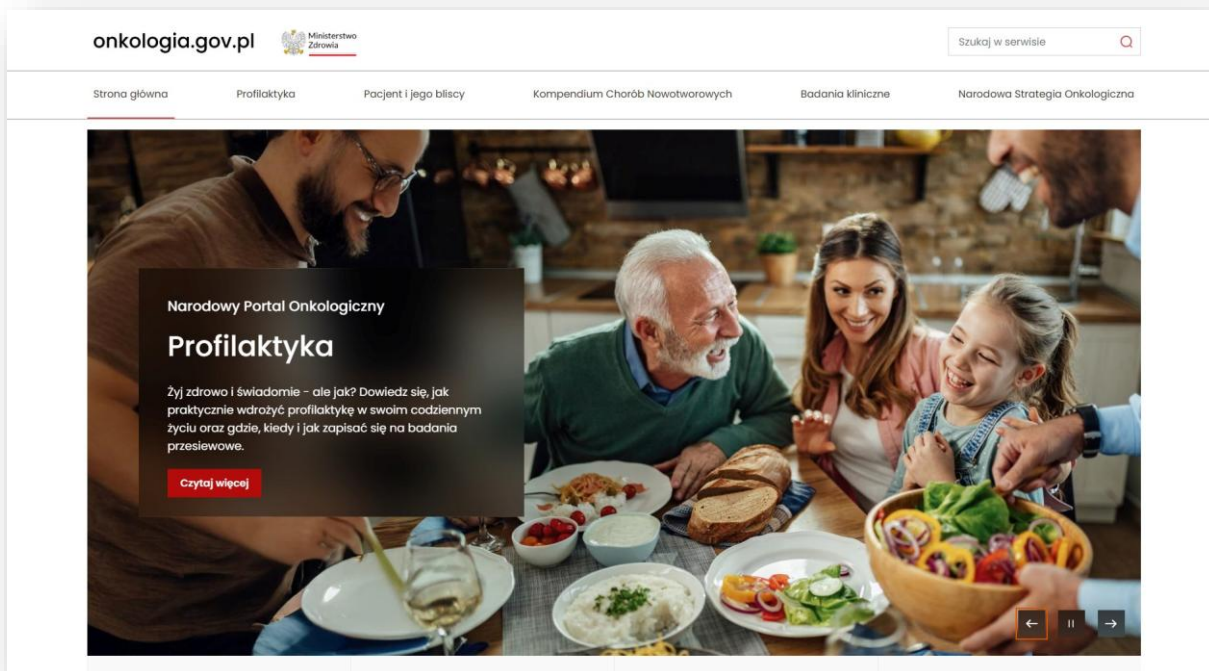 onkologia.gov.pl
Ministerstwo
Zdrowia
Szukaj w serwisie
Strona główna
Profilaktyka
Pacjent i jego bliscy
Kompendium Chorób Nowotworowych
Badania kliniczne
Narodowa Strategia Onkologiczna
Narodowy Portal Onkologiczny
Profilaktyka
Żyj zdrowo i świadomie - ale jak? Dowiedz się, jak
praktycznie wdrożyć profilaktykę w swoim codziennym
życiu oraz gdzie, kiedy i jak zapisać się na badania
przesiewowe.
Czytaj więcej